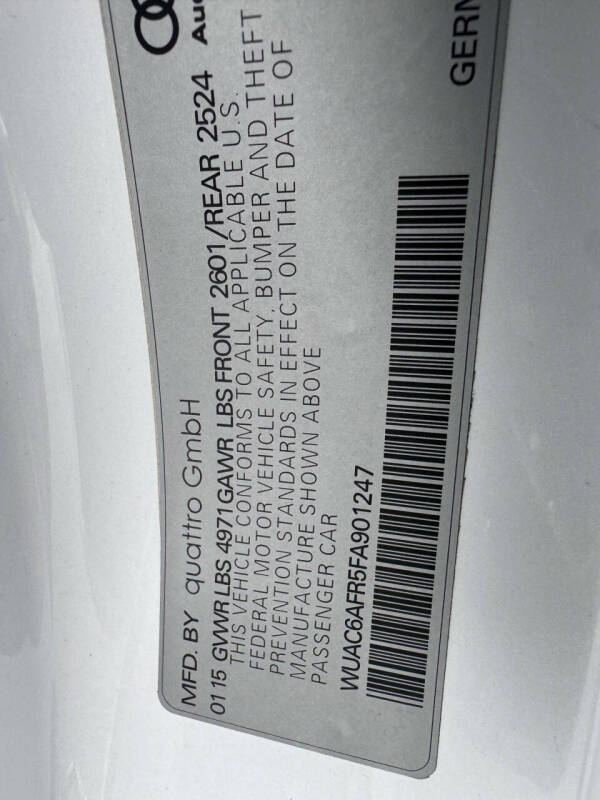 MFD. BY quattro GmbH
0115 GVWR LBS 4971 GAWR LBS FRONT 2601/REAR 2524
THIS VEHICLE CONFORMS TO ALL APPLICABLE U.S.
FEDERAL MOTOR VEHICLE SAFETY, BUMPER AND THEFT
PREVENTION STANDARDS IN EFFECT ON THE DATE OF
MANUFACTURE SHOWN ABOVE
PASSENGER CAR
WUAC6AFR5FA901247